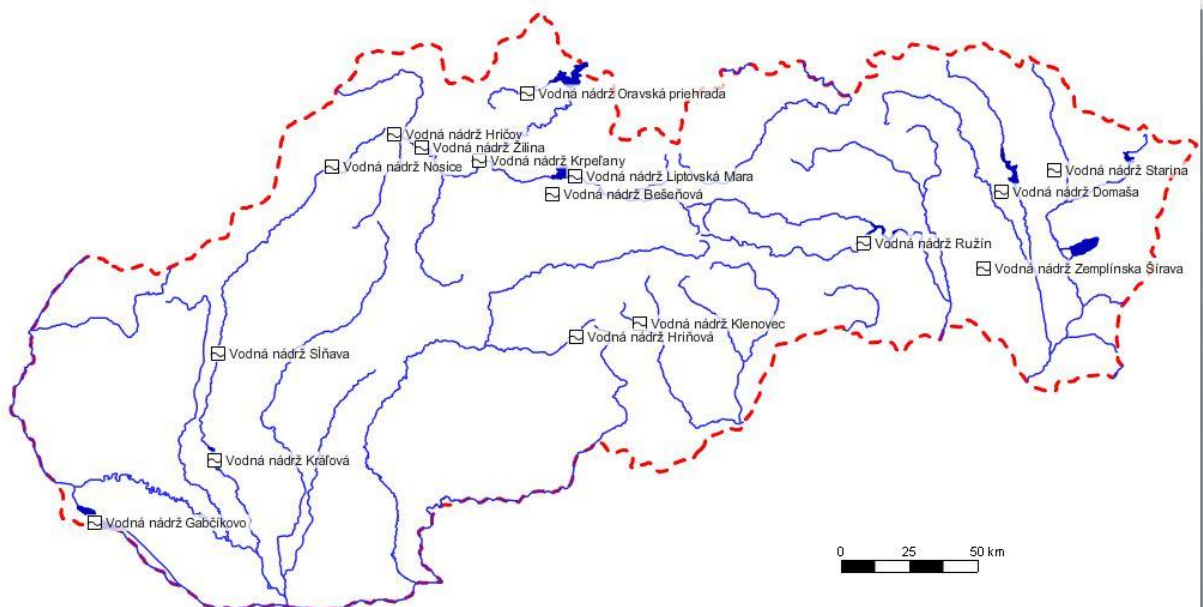 Vodná nádrž Oravská priehrada
Vodná nádrž Hričov
Vodná nádrž Žilina
Vodná nádrž Krpeľany
Vodná nádrž Nosice
Vodná nádrž Liptovská Mara
Vodná nádrž Starina
Vodná nádrž Domaša
Vodná nádrž Bešeňová
Vodná nádrž Ružín
Vodná nádrž Zemplínska Šírava
Vodná nádrž Klenovec
Vodná nádrž Hriňová
Vodná nádrž Sĺňava
Vodná nádrž Kráľová
Vodná nádrž Gabčíkovo
0 25 50 km